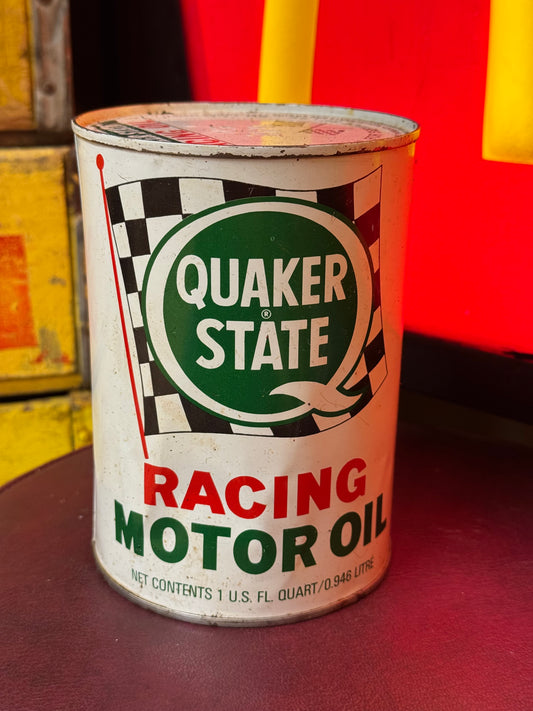 QUAKER
®
STATE
RACING
MOTOR OIL
NET CONTENTS 1 U.S. FL. QUART/0.946 LITRE